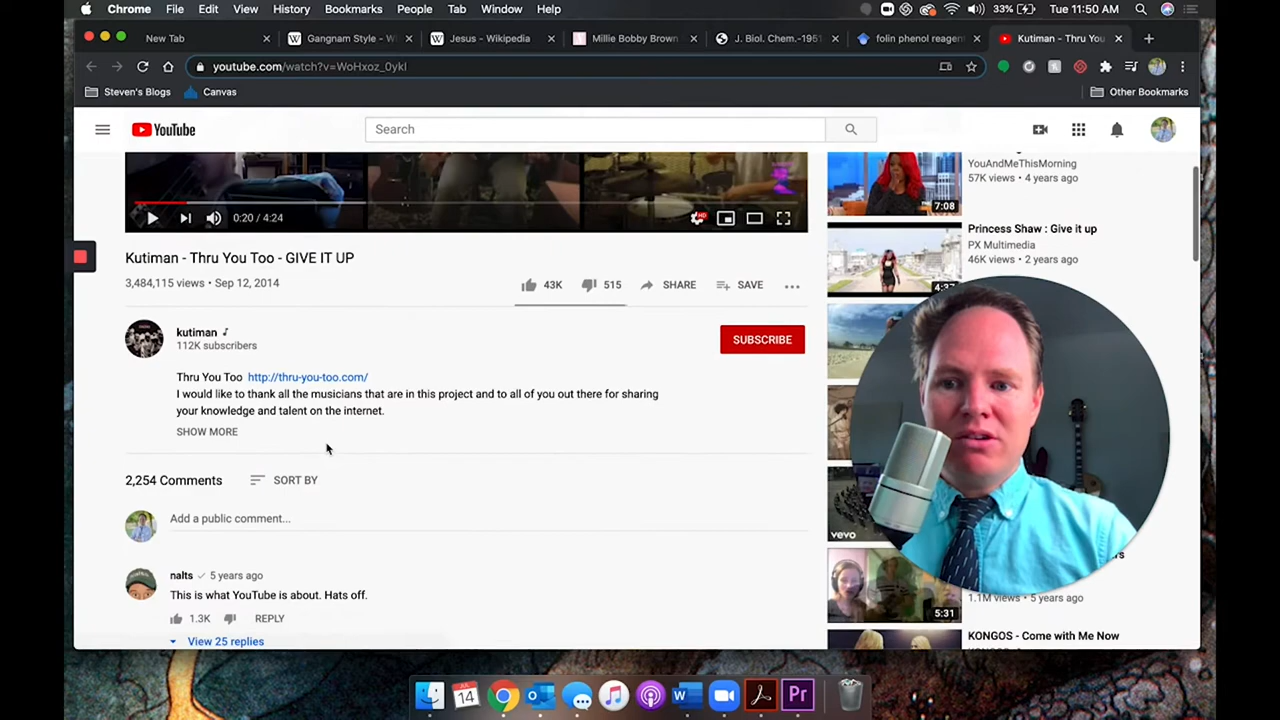 Chrome File Edit View History Bookmarks People Tab Window Help 33% Tue 11:50 AM
New Tab Gangnam Style - W Jesus - Wikipedia Millie Bobby Brown J. Biol. Chem.-1951 folin phenol reagent Kutiman - Thru You
youtube.com/watch?v=WoHxoz_0ykI
Steven's Blogs Canvas Other Bookmarks
YouTube Search
YouAndMeThisMorning
57K views • 4 years ago
7:08
0:20 / 4:24 HD
Princess Shaw : Give it up
PX Multimedia
46K views • 2 years ago
4:37
Kutiman - Thru You Too - GIVE IT UP
3,484,115 views • Sep 12, 2014
43K 515 SHARE SAVE
kutiman
112K subscribers
SUBSCRIBE
Thru You Too http://thru-you-too.com/
I would like to thank all the musicians that are in this project and to all of you out there for sharing
your knowledge and talent on the internet.
SHOW MORE
2,254 Comments SORT BY
Add a public comment...
vevo
nalts 5 years ago
This is what YouTube is about. Hats off.
1.3K REPLY
View 25 replies
1.1M views • 5 years ago
5:31
KONGOS - Come with Me Now
JUL
14
W
Pr